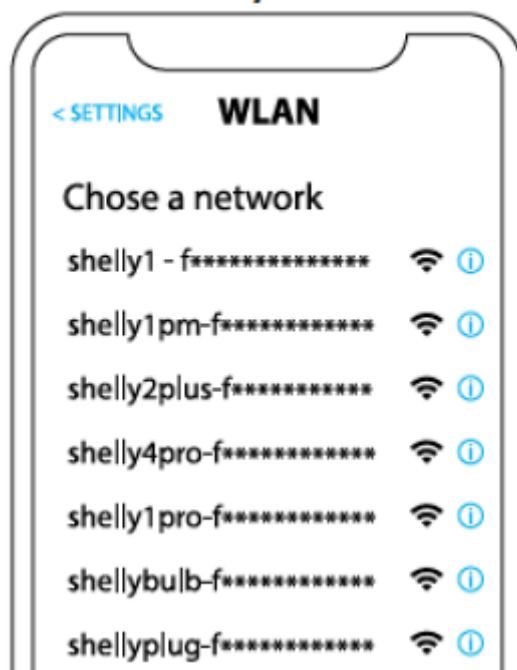 < SETTINGS WLAN
Chose a network
shelly1 - f**************
shelly1pm-f************
shelly2plus-f***********
shelly4pro-f************
shelly1pro-f************
shellybulb-f************
shellyplug-f************